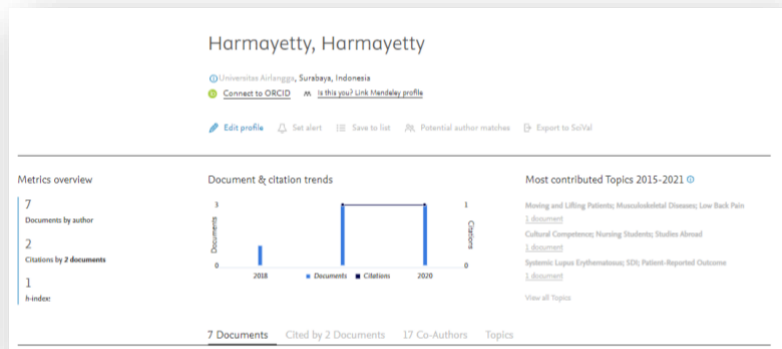 Harmayetty, Harmayetty
Universitas Airlangga, Surabaya, Indonesia
Connect to ORCID Is this you? Link Mendeley profile
Edit profile Set alert Save to list Potential author matches Export to SciVal
Metrics overview
7
Documents by author
2
Citations by 2 documents
1
h-index:
Document & citation trends
3 1
Documents Citations
0 0
2018 2020
Documents Citations
Most contributed Topics 2015-2021
Moving and Lifting Patients; Musculoskeletal Diseases; Low Back Pain
1 document
Cultural Competence; Nursing Students; Studies Abroad
1 document
Systemic Lupus Erythematosus; SDI; Patient-Reported Outcome
1 document
View all Topics
7 Documents Cited by 2 Documents 17 Co-Authors Topics